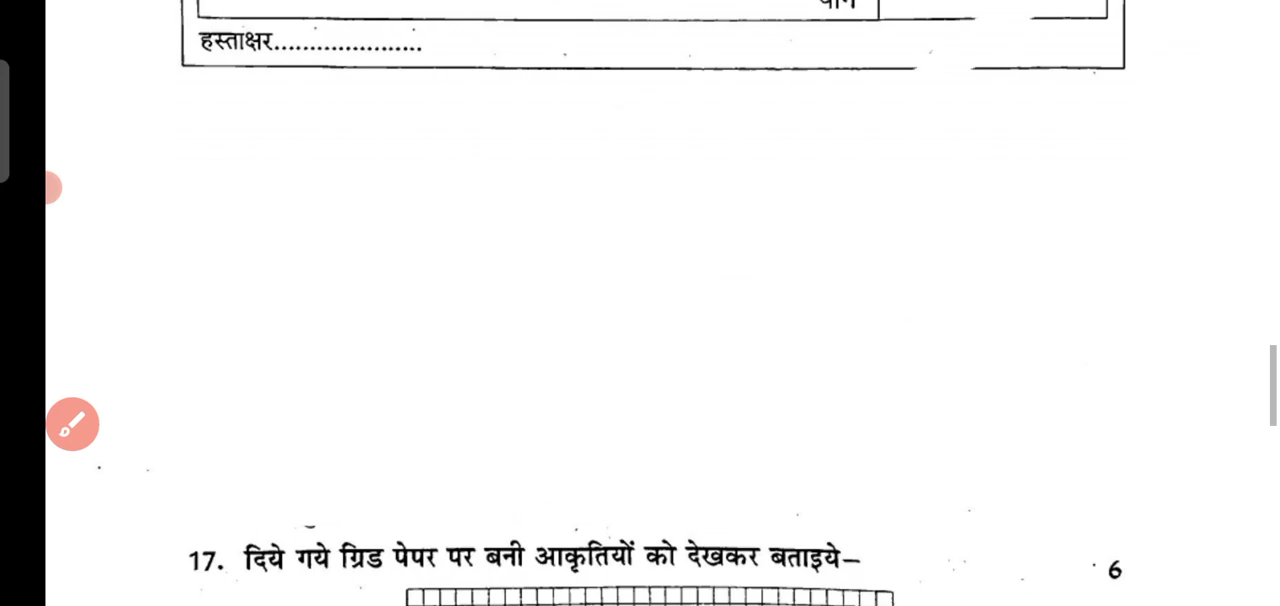 हस्ताक्षर......................
17. दिये गये ग्रिड पेपर पर बनी आकृतियों को देखकर बताइये– 6